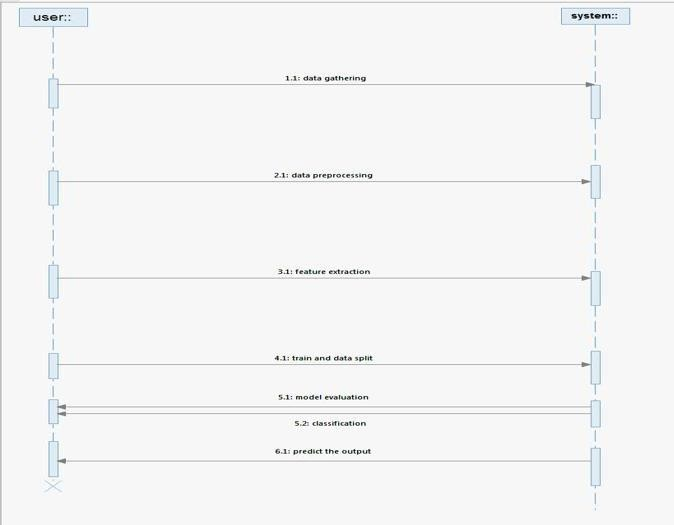 user::
system::
1.1: data gathering
2.1: data preprocessing
3.1: feature extraction
4.1: train and data split
5.1: model evaluation
5.2: classification
6.1: predict the output